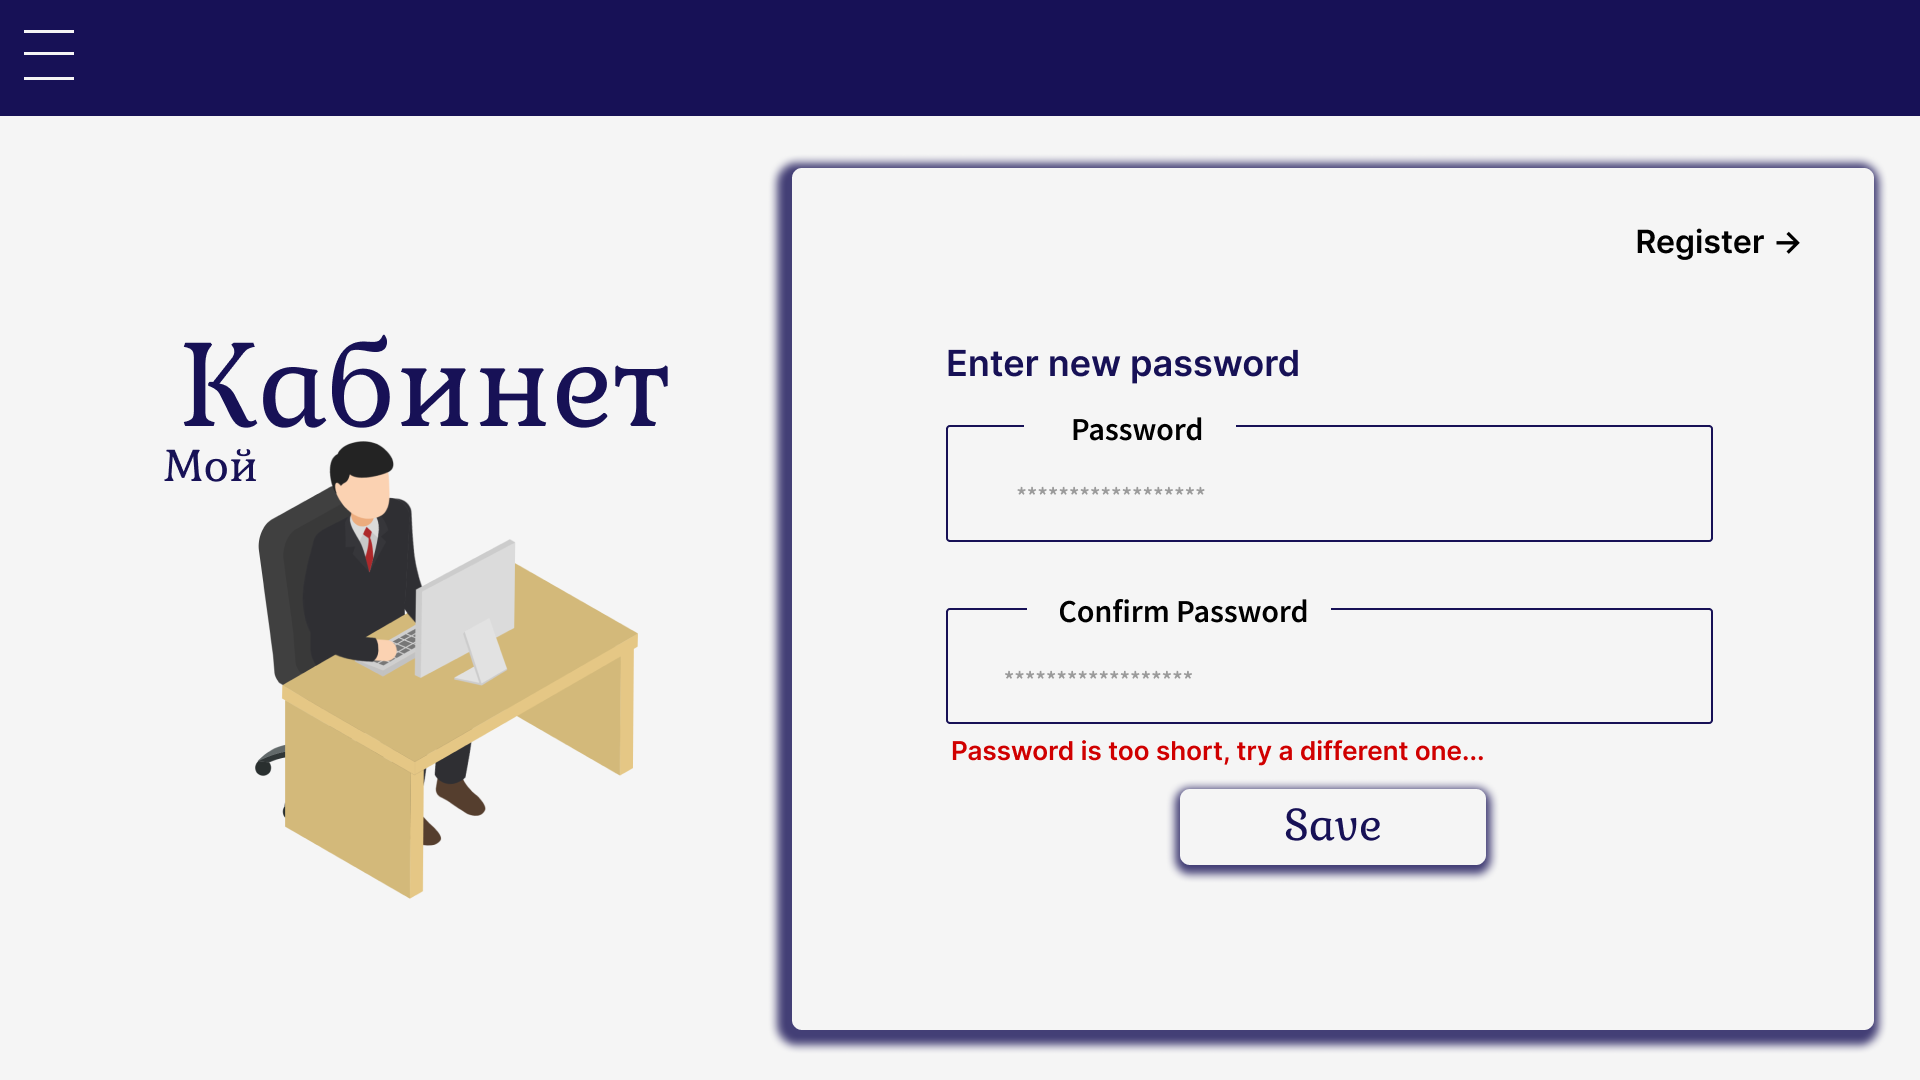 Кабинет
Мой
Register →
Enter new password
Password
******************
Confirm Password
******************
Password is too short, try a different one...
Save